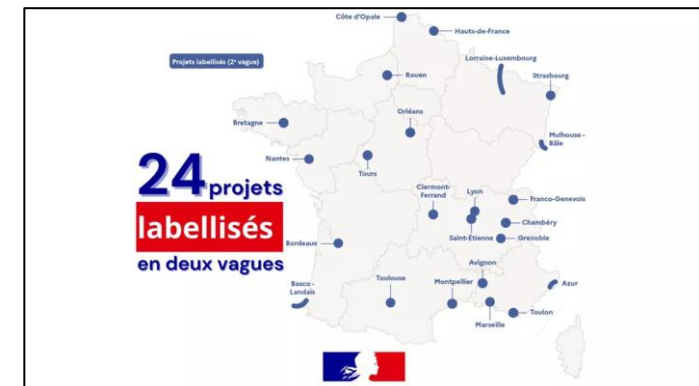 Côte d'Opale
Hauts-de-France
Projets labellisés (2e vague)
Lorraine-Luxembourg
Rouen
Strasbourg
Orléans
Bretagne
Mulhouse -
Bâle
Nantes
Tours
24 projets
labellisés
en deux vagues
Clermont-
Ferrand
Lyon
Franco-Genevois
Chambéry
Saint-Étienne
Grenoble
Bordeaux
Avignon
Basco -
Landais
Toulouse
Montpellier
Azur
Toulon
Marseille